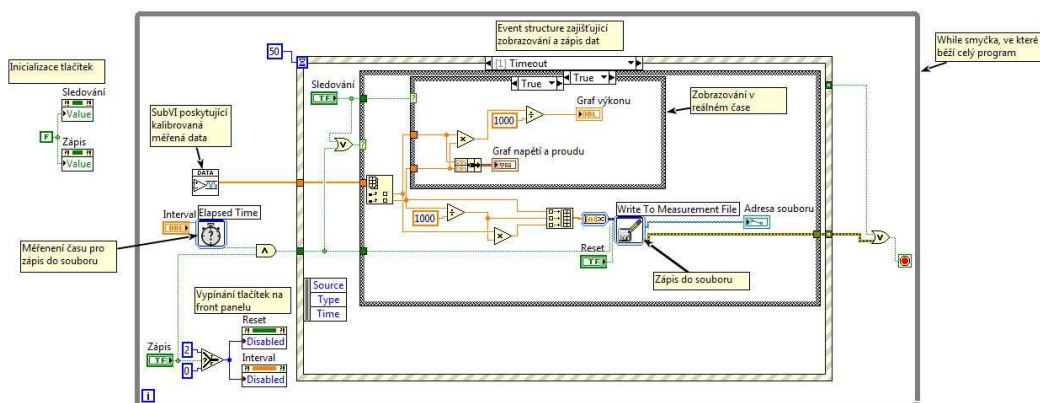 Event structure zajišťující
zobrazování a zápis dat
While smyčka, ve které
běží celý program
50
[1] Timeout
Inicializace tlačítek
Sledování
Value
F
Zápis
Value
Sledování
TF
True
True
Zobrazování v
reálném čase
SubVI poskytující
kalibrovaná
měřená data
1000
Graf výkonu
DBL
Graf napětí a proudu
DATA
Interval
DBL
Elapsed Time
1000
Write To Measurement File
Adresa souboru
Měřenení času pro
zápis do souboru
Reset
TF
Zápis do souboru
Source
Type
Time
Vypínání tlačítek na
front panelu
Reset
Disabled
Zápis
TF
2
0
Interval
Disabled
i